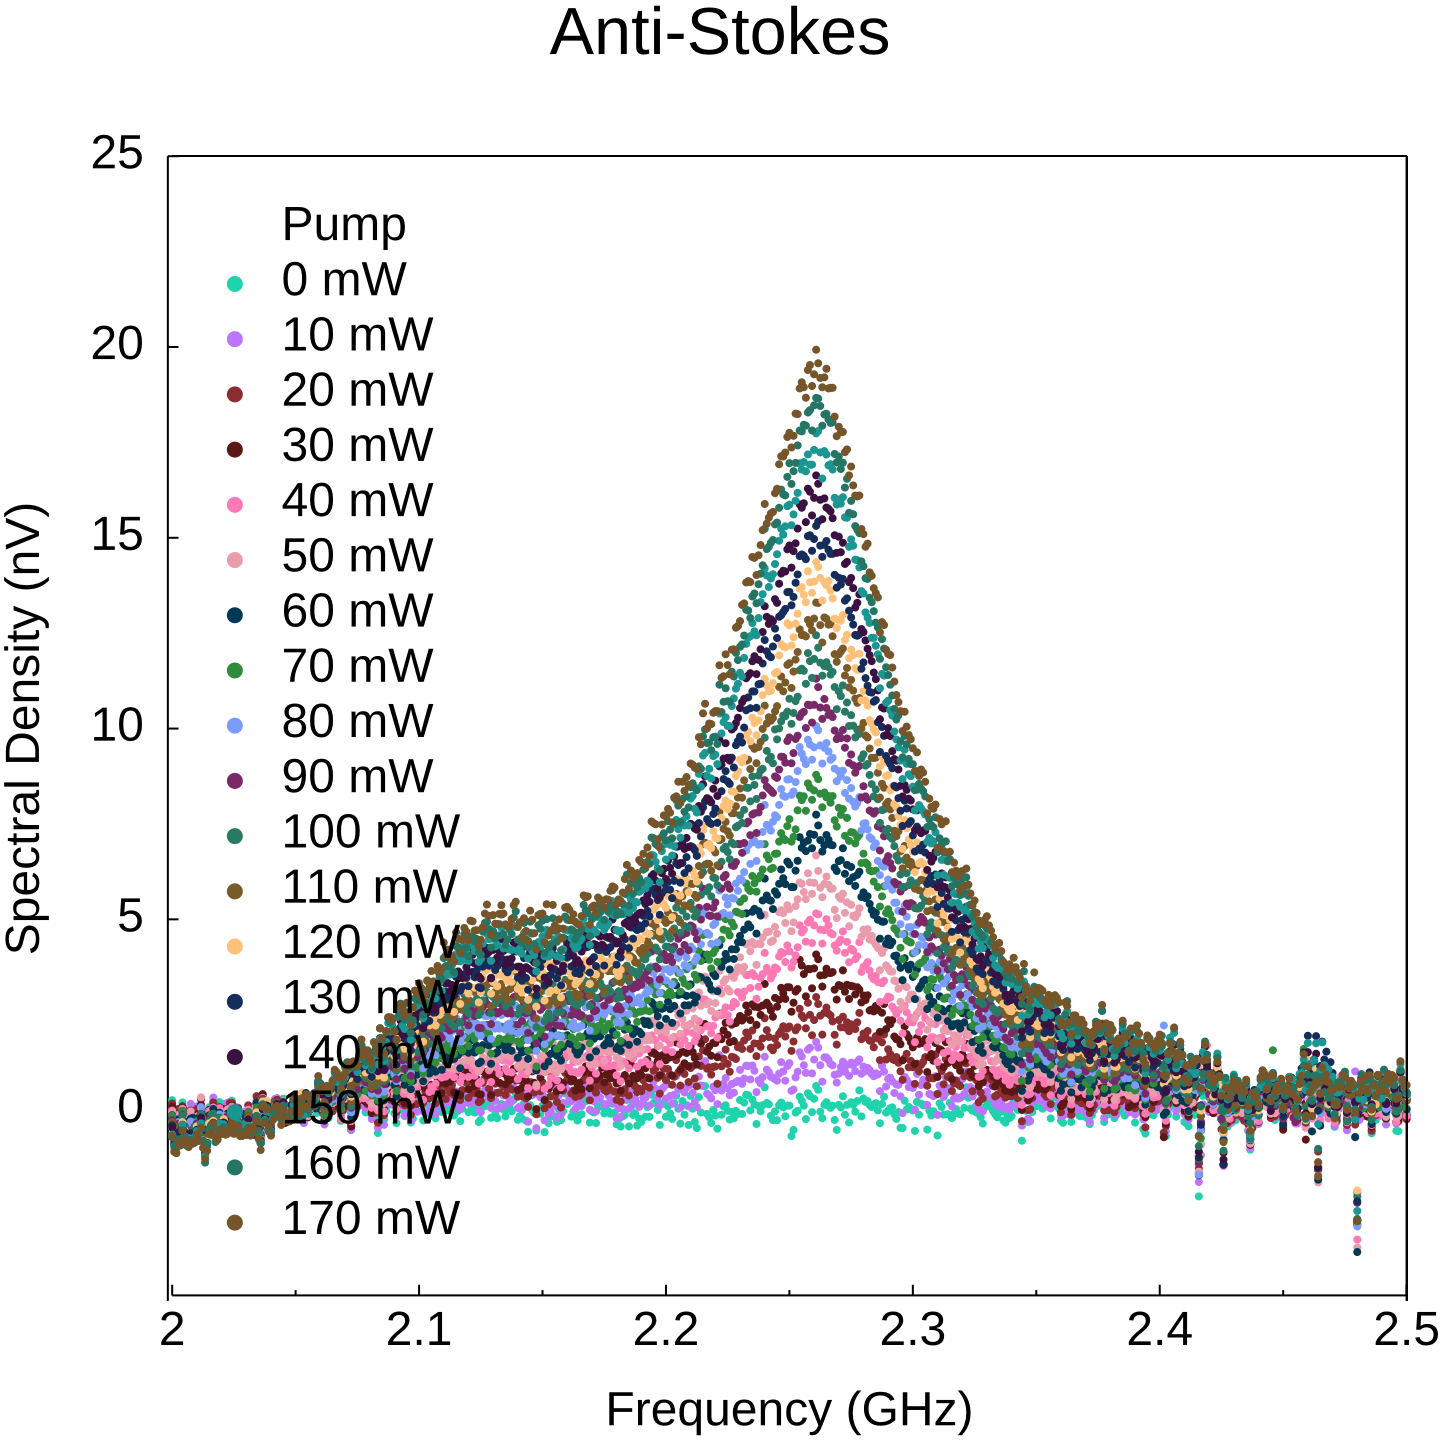 Anti-Stokes
25
20
15
10
5
0
Spectral Density (nV)
Pump
0 mW
10 mW
20 mW
30 mW
40 mW
50 mW
60 mW
70 mW
80 mW
90 mW
100 mW
110 mW
120 mW
130 mW
140 mW
150 mW
160 mW
170 mW
2 2.1 2.2 2.3 2.4 2.5
Frequency (GHz)